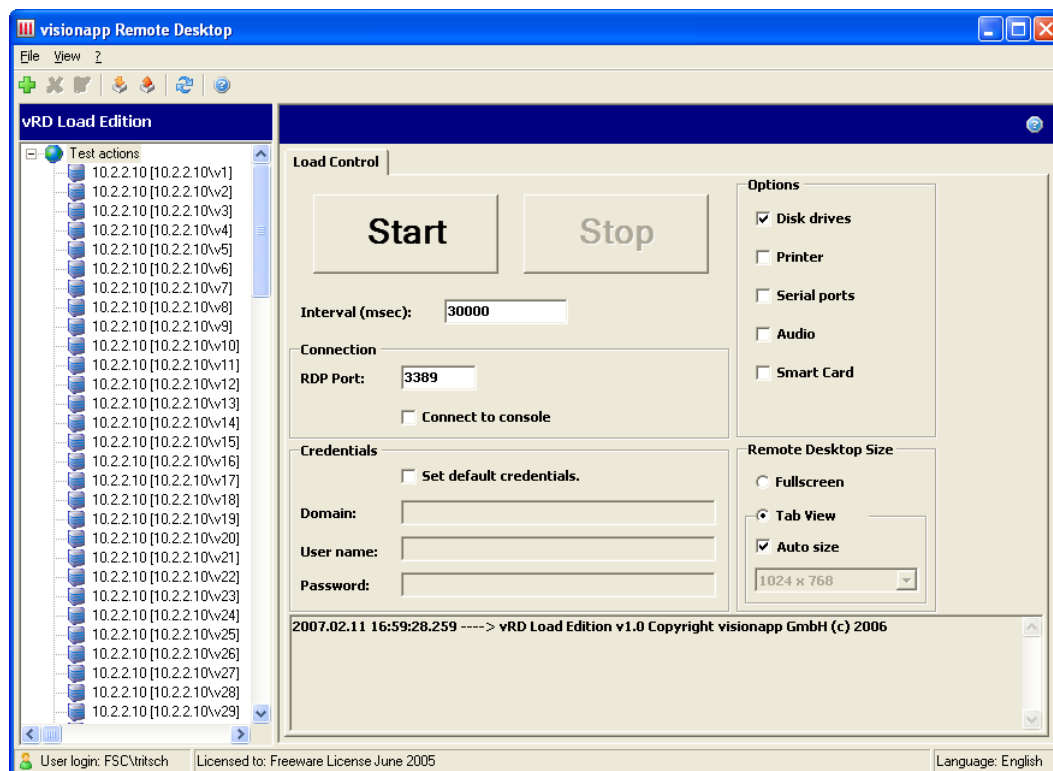 visionapp Remote Desktop
File View ?
vRD Load Edition
Test actions
10.2.2.10 [10.2.2.10\v1]
10.2.2.10 [10.2.2.10\v2]
10.2.2.10 [10.2.2.10\v3]
10.2.2.10 [10.2.2.10\v4]
10.2.2.10 [10.2.2.10\v5]
10.2.2.10 [10.2.2.10\v6]
10.2.2.10 [10.2.2.10\v7]
10.2.2.10 [10.2.2.10\v8]
10.2.2.10 [10.2.2.10\v9]
10.2.2.10 [10.2.2.10\v10]
10.2.2.10 [10.2.2.10\v11]
10.2.2.10 [10.2.2.10\v12]
10.2.2.10 [10.2.2.10\v13]
10.2.2.10 [10.2.2.10\v14]
10.2.2.10 [10.2.2.10\v15]
10.2.2.10 [10.2.2.10\v16]
10.2.2.10 [10.2.2.10\v17]
10.2.2.10 [10.2.2.10\v18]
10.2.2.10 [10.2.2.10\v19]
10.2.2.10 [10.2.2.10\v20]
10.2.2.10 [10.2.2.10\v21]
10.2.2.10 [10.2.2.10\v22]
10.2.2.10 [10.2.2.10\v23]
10.2.2.10 [10.2.2.10\v24]
10.2.2.10 [10.2.2.10\v25]
10.2.2.10 [10.2.2.10\v26]
10.2.2.10 [10.2.2.10\v27]
10.2.2.10 [10.2.2.10\v28]
10.2.2.10 [10.2.2.10\v29]
Load Control
Start Stop
Interval (msec): 30000
Connection
RDP Port: 3389
Connect to console
Credentials
Set default credentials.
Domain:
User name:
Password:
Options
Disk drives
Printer
Serial ports
Audio
Smart Card
Remote Desktop Size
Fullscreen
Tab View
Auto size
1024 x 768
2007.02.11 16:59:28.259 ----> vRD Load Edition v1.0 Copyright visionapp GmbH (c) 2006
User login: FSC\tritsch Licensed to: Freeware License June 2005 Language: English